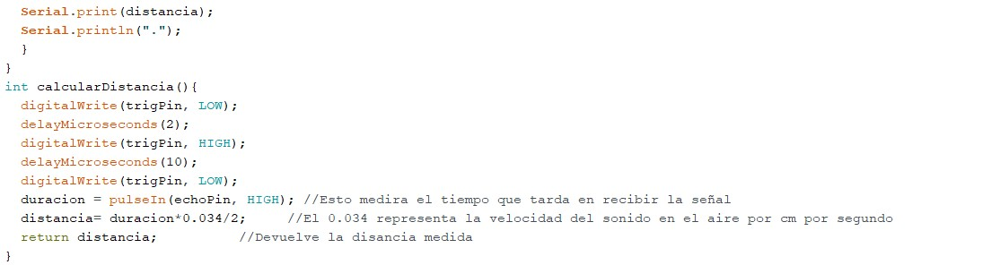 Serial.print(distancia);
Serial.println(".");
}
}
int calcularDistancia(){
digitalWrite(trigPin, LOW);
delayMicroseconds(2);
digitalWrite(trigPin, HIGH);
delayMicroseconds(10);
digitalWrite(trigPin, LOW);
duracion = pulseIn(echoPin, HIGH); //Esto medira el tiempo que tarda en recibir la señal
distancia= duracion*0.034/2; //El 0.034 representa la velocidad del sonido en el aire por cm por segundo
return distancia; //Devuelve la disancia medida
}